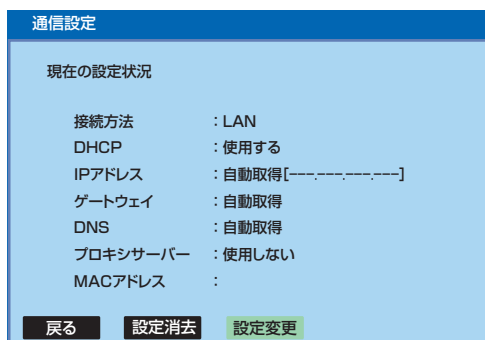 通信設定
現在の設定状況
接続方法 : LAN
DHCP : 使用する
IPアドレス : 自動取得[---.---.---.---]
ゲートウェイ : 自動取得
DNS : 自動取得
プロキシサーバー : 使用しない
MACアドレス :
戻る 設定消去 設定変更